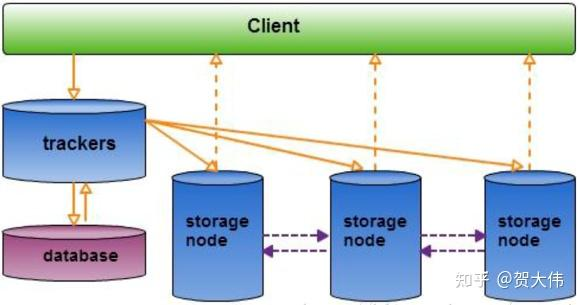 Client
trackers
database
storage
node
storage
node
storage
node
知乎 @贺大伟